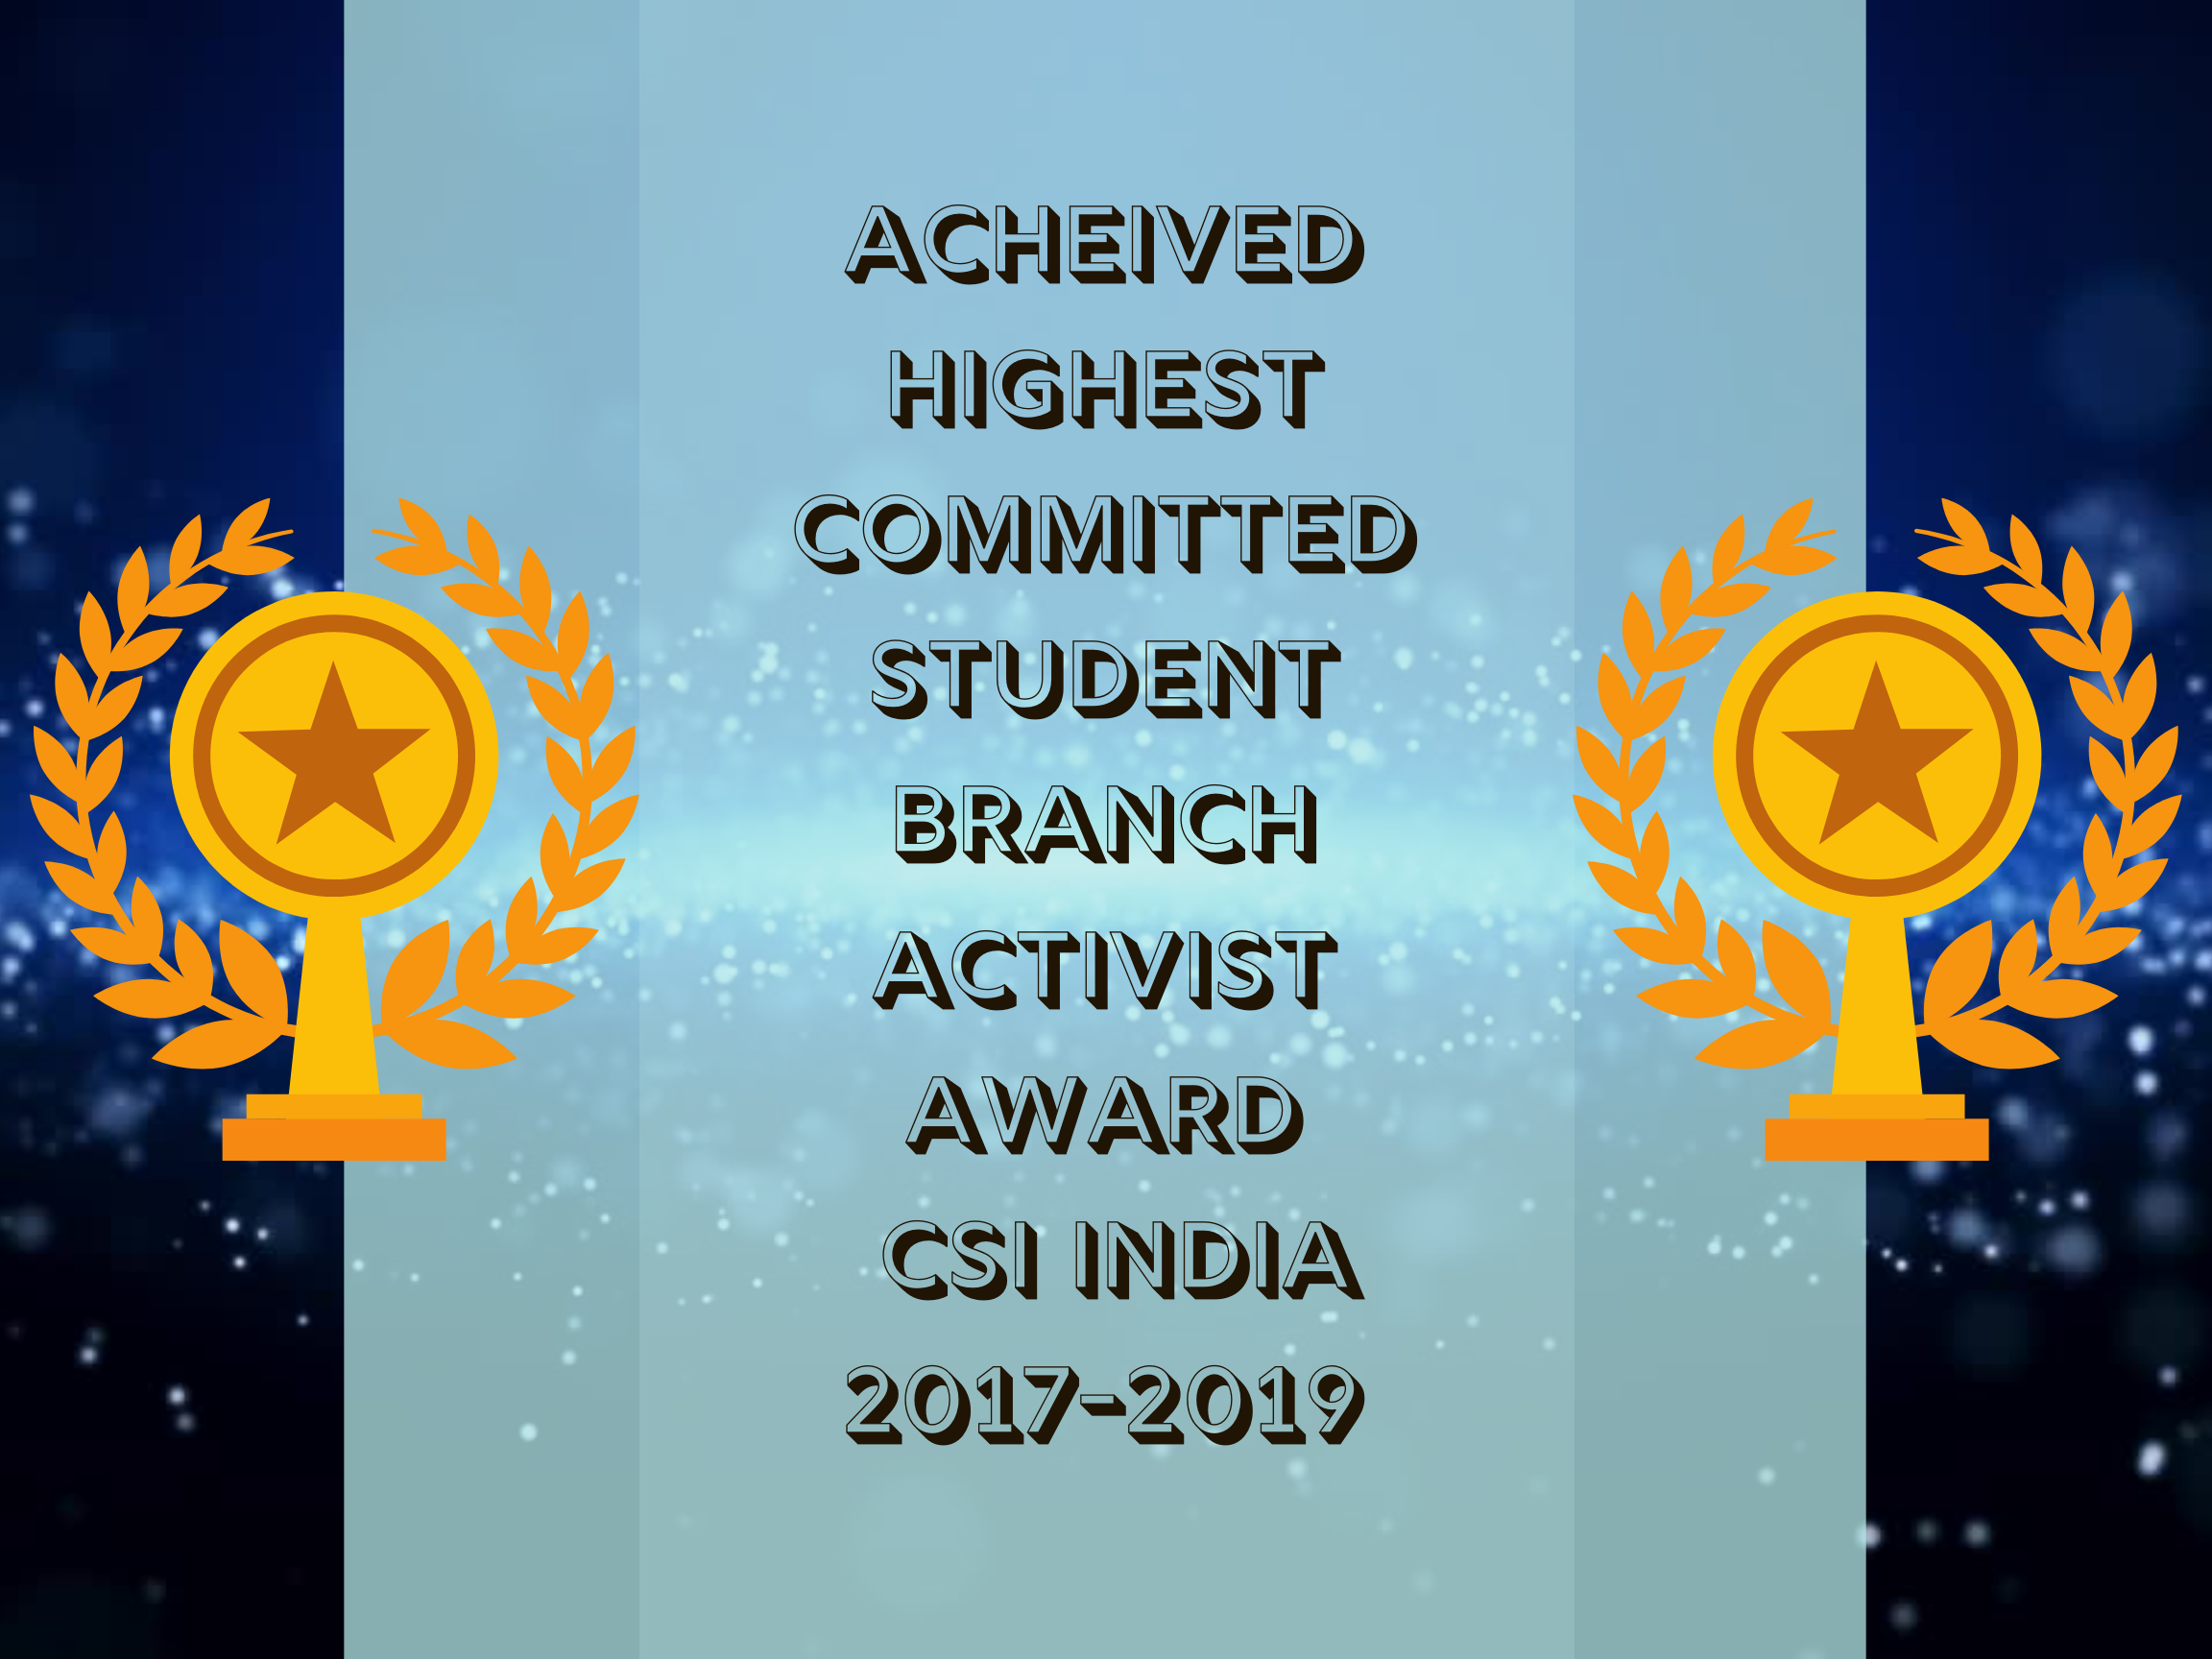 ACHEIVED
HIGHEST
COMMITTED
STUDENT
BRANCH
ACTIVIST
AWARD
CSI INDIA
2017-2019